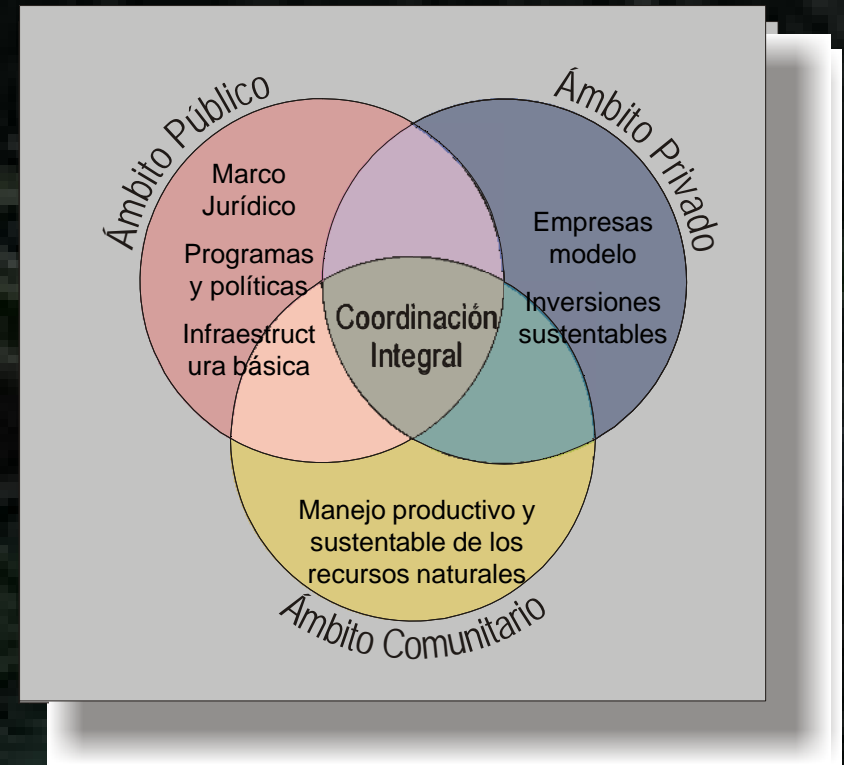 Ámbito Público
Marco
Jurídico
Programas
y políticas
Infraestruct
ura básica
Ámbito Privado
Empresas
modelo
Inversiones
sustentables
Coordinación
Integral
Manejo productivo y
sustentable de los
recursos naturales
Ámbito Comunitario